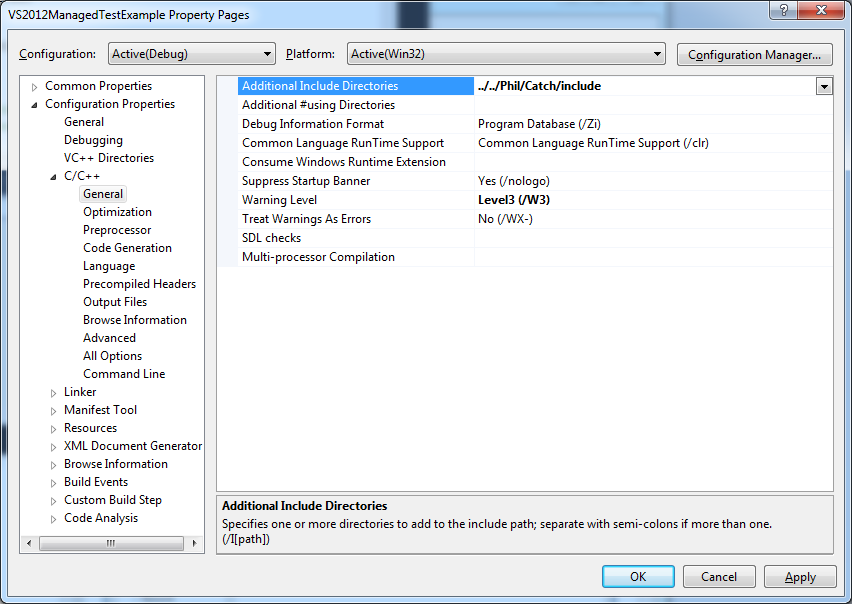 VS2012ManagedTestExample Property Pages
Configuration: Active(Debug) Platform: Active(Win32) Configuration Manager...
Common Properties
Configuration Properties
General
Debugging
VC++ Directories
C/C++
General
Optimization
Preprocessor
Code Generation
Language
Precompiled Headers
Output Files
Browse Information
Advanced
All Options
Command Line
Linker
Manifest Tool
Resources
XML Document Generator
Browse Information
Build Events
Custom Build Step
Code Analysis
Additional Include Directories ../../Phil/Catch/include
Additional #using Directories
Debug Information Format Program Database (/Zi)
Common Language RunTime Support Common Language RunTime Support (/clr)
Consume Windows Runtime Extension
Suppress Startup Banner Yes (/nologo)
Warning Level Level3 (/W3)
Treat Warnings As Errors No (/WX-)
SDL checks
Multi-processor Compilation
Additional Include Directories
Specifies one or more directories to add to the include path; separate with semi-colons if more than one.
(/I[path])
OK Cancel Apply